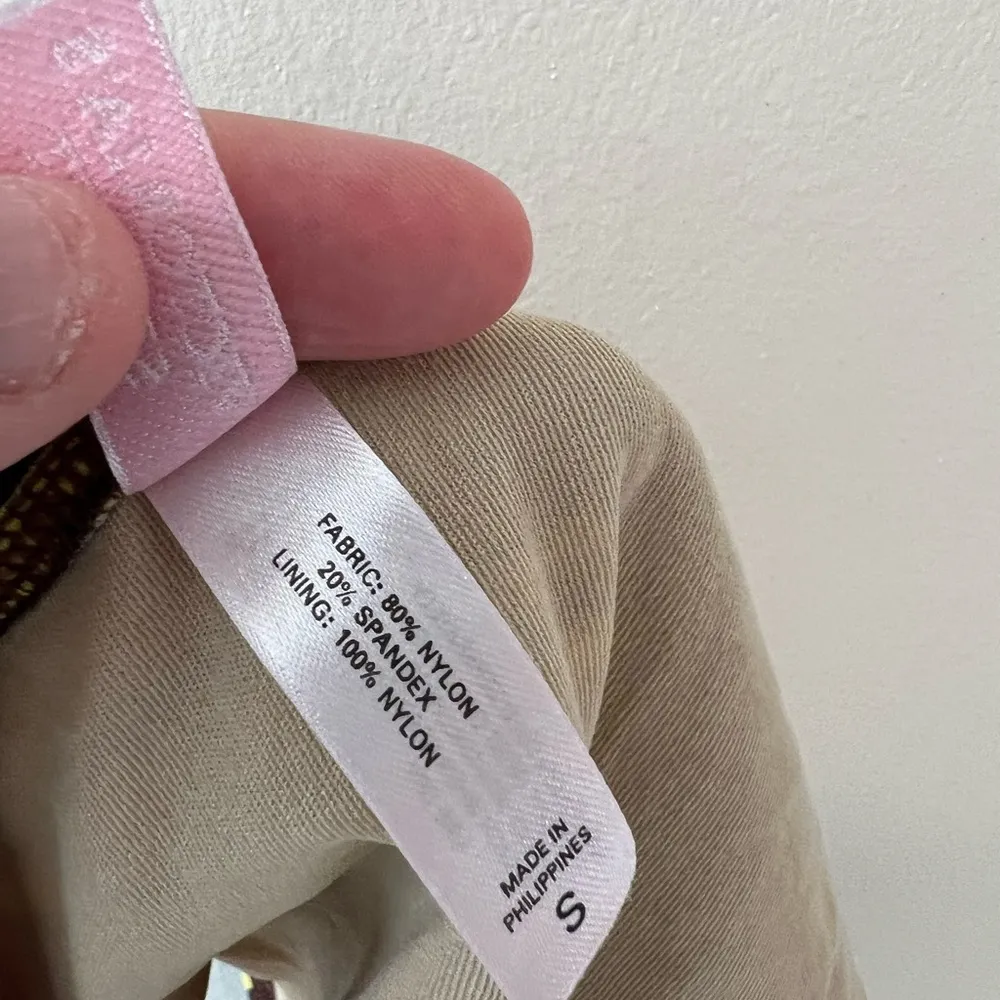 FABRIC: 80% NYLON
20% SPANDEX
LINING: 100% NYLON
MADE IN
PHILIPPINES
S